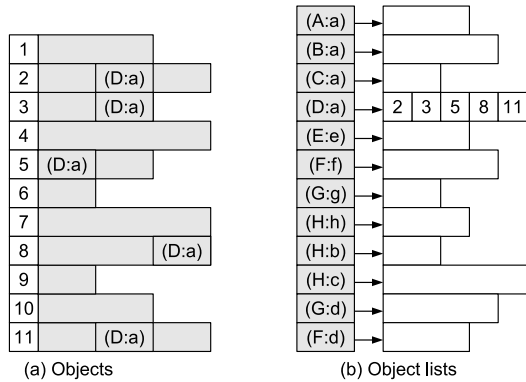 1
2 (D:a)
3 (D:a)
4
5 (D:a)
6
7
8 (D:a)
9
10
11 (D:a)
(a) Objects
(A:a)
(B:a)
(C:a)
(D:a) 2 3 5 8 11
(E:e)
(F:f)
(G:g)
(H:h)
(H:b)
(H:c)
(G:d)
(F:d)
(b) Object lists